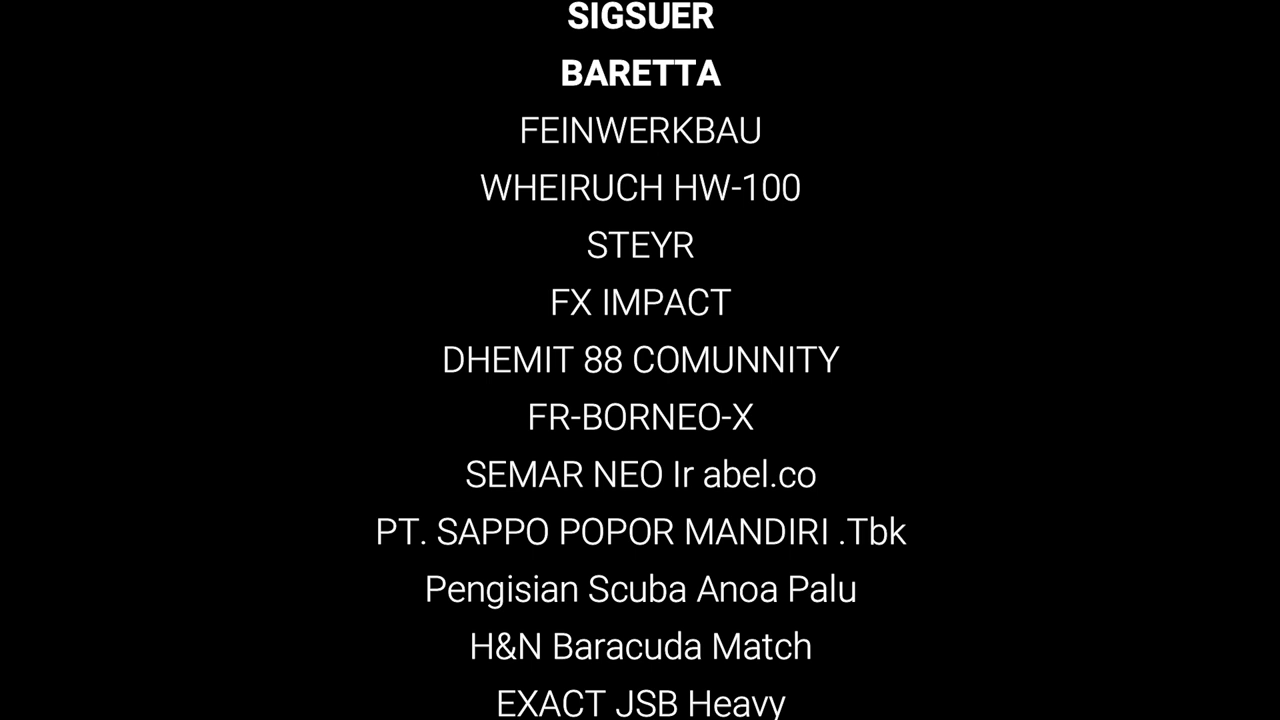 SIGSUER
BARETTA
FEINWERKBAU
WHEIRUCH HW-100
STEYR
FX IMPACT
DHEMIT 88 COMUNNITY
FR-BORNEO-X
SEMAR NEO Ir abel.co
PT. SAPPO POPOR MANDIRI .Tbk
Pengisian Scuba Anoa Palu
H&N Baracuda Match
EXACT JSB Heavy